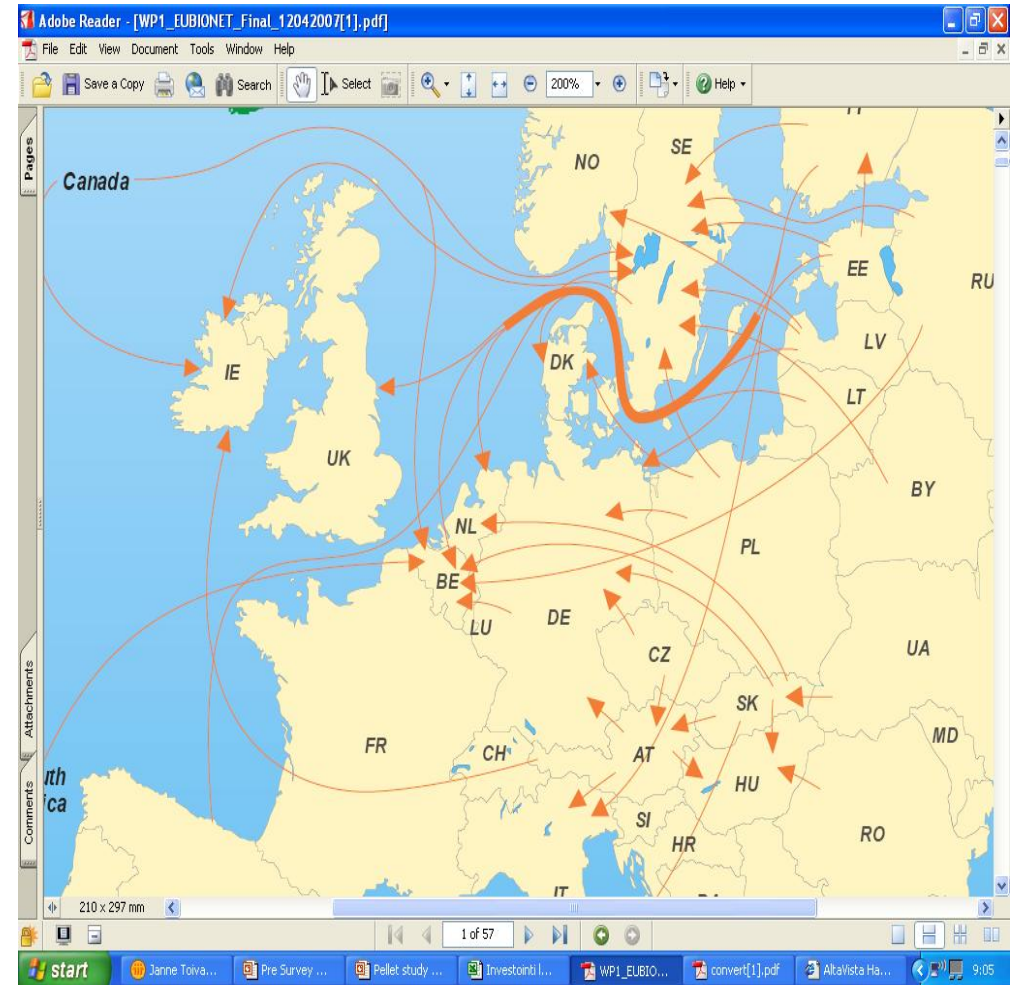 Adobe Reader - [WP1_EUBIONET_Final_12042007[1].pdf]
File Edit View Document Tools Window Help
Save a Copy Search Select 200% Help
Pages
Attachments
Comments
Canada
NO
SE
FI
EE
RU
LV
LT
DK
IE
UK
BY
NL
PL
BE
DE
LU
UA
CZ
SK
MD
FR
CH
AT
HU
uth
ica
SI
HR
RO
IT
210 x 297 mm
1 of 57
start Janne Toiva... Pre Survey ... Pellet study ... Investointi l... WP1_EUBIO... convert[1].pdf AltaVista Ha... 9:05